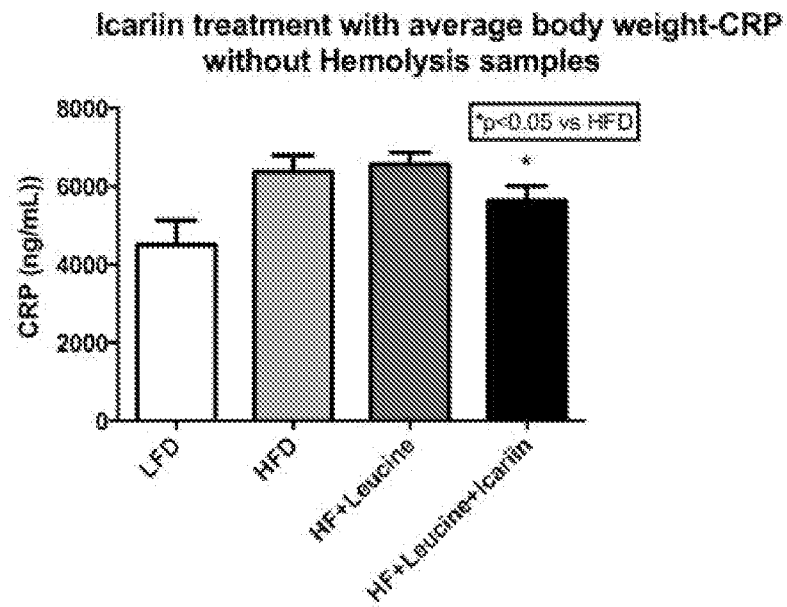 Icariin treatment with average body weight-CRP
without Hemolysis samples
*p<0.05 vs HFD
*
8000
6000
4000
2000
0
CRP (ng/mL))
LFD
HFD
HF+Leucine
HF+Leucine+Icariin